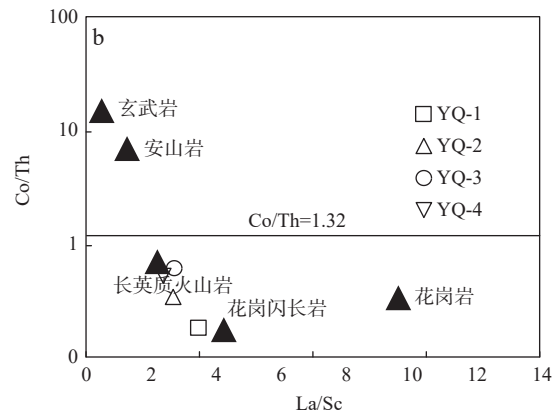 100
b
玄武岩
安山岩
10
YQ-1
YQ-2
YQ-3
YQ-4
Co/Th
Co/Th=1.32
1
长英质火山岩
花岗闪长岩
花岗岩
0
0 2 4 6 8 10 12 14
La/Sc